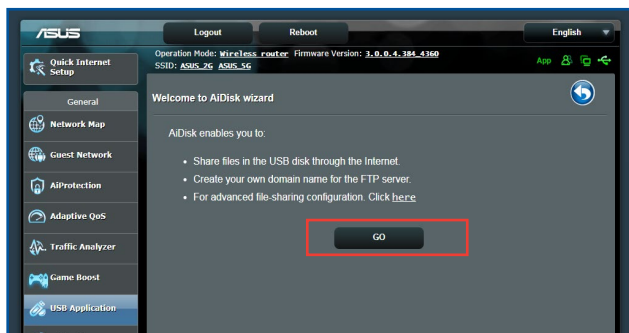 ASUS
Logout
Reboot
English
Quick Internet
Setup
Operation Mode: Wireless router Firmware Version: 3.0.0.4.384_4360
SSID: ASUS_2G ASUS_5G
App
General
Network Map
Guest Network
AiProtection
Adaptive QoS
Traffic Analyzer
Game Boost
USB Application
Welcome to AiDisk wizard
AiDisk enables you to:
• Share files in the USB disk through the Internet.
• Create your own domain name for the FTP server.
• For advanced file-sharing configuration. Click here
GO